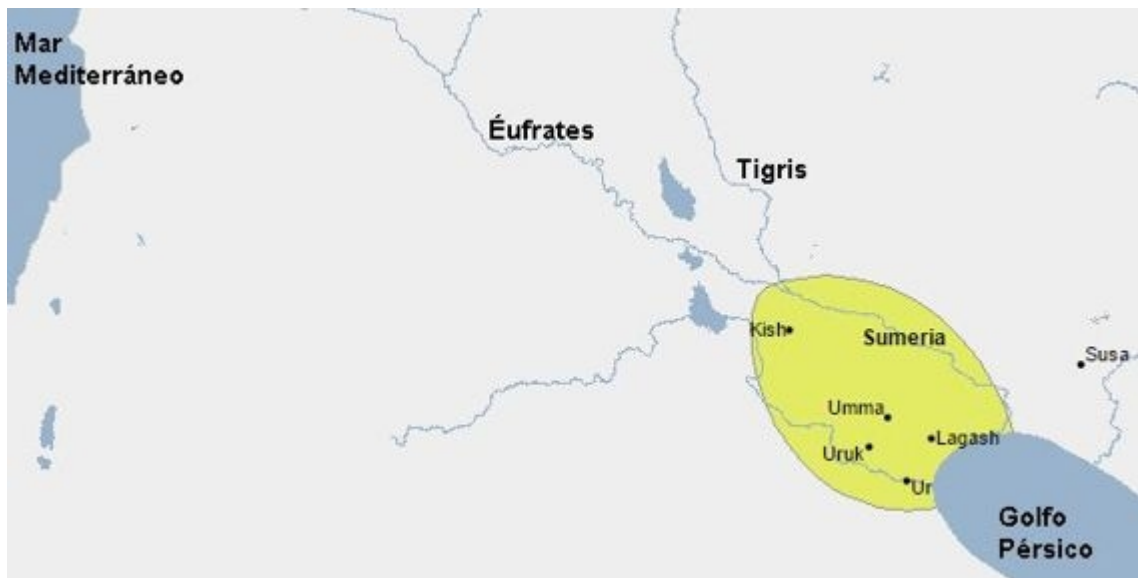 Mar
Mediterráneo
Éufrates
Tigris
Kish
Sumeria
Susa
Umma
Lagash
Uruk
Ur
Golfo
Pérsico